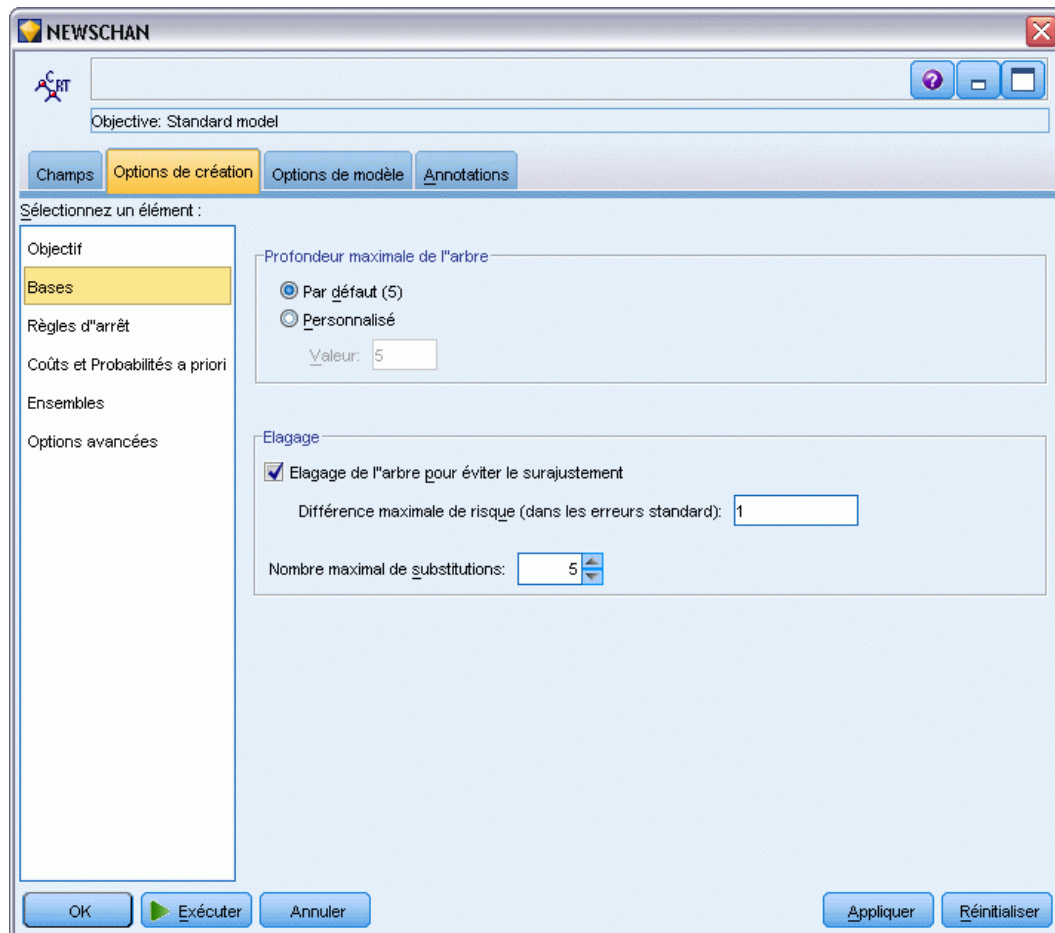 NEWSCHAN
C RT
?
Objective: Standard model
Champs
Options de création
Options de modèle
Annotations
Sélectionnez un élément :
Objectif
Bases
Règles d"arrêt
Coûts et Probabilités a priori
Ensembles
Options avancées
Profondeur maximale de l"arbre
Par défaut (5)
Personnalisé
Valeur: 5
Elagage
Elagage de l"arbre pour éviter le surajustement
Différence maximale de risque (dans les erreurs standard): 1
Nombre maximal de substitutions: 5
OK
Exécuter
Annuler
Appliquer
Réinitialiser